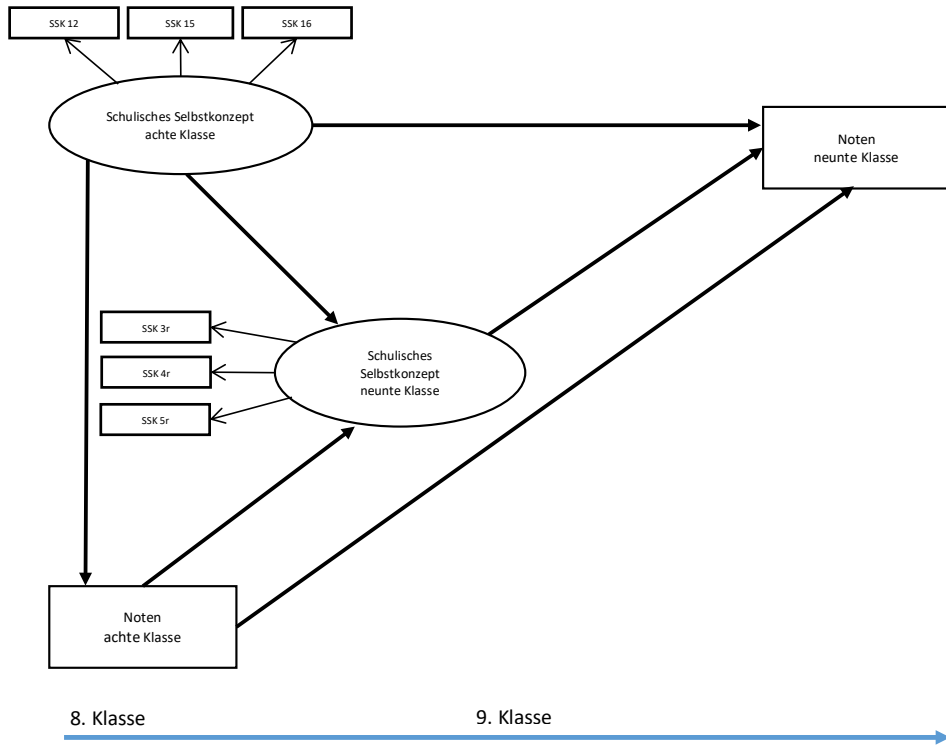 SSK 12
SSK 15
SSK 16
Schulisches Selbstkonzept
achte Klasse
Noten
neunte Klasse
SSK 3r
SSK 4r
SSK 5r
Schulisches
Selbstkonzept
neunte Klasse
Noten
achte Klasse
8. Klasse
9. Klasse